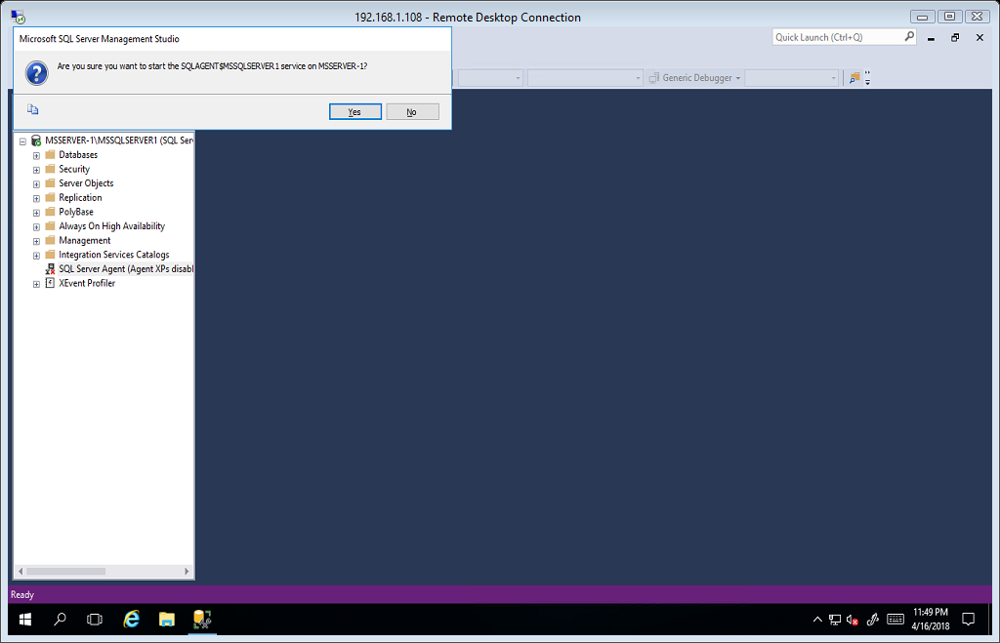 192.168.1.108 - Remote Desktop Connection
Microsoft SQL Server Management Studio
Quick Launch (Ctrl+Q)
Are you sure you want to start the SQLAGENT$MSSQLSERVER1 service on MSSERVER-1?
Generic Debugger
Yes
No
MSSERVER-1\MSSQLSERVER1 (SQL Ser
Databases
Security
Server Objects
Replication
PolyBase
Always On High Availability
Management
Integration Services Catalogs
SQL Server Agent (Agent XPs disabl
XEvent Profiler
Ready
11:49 PM
4/16/2018